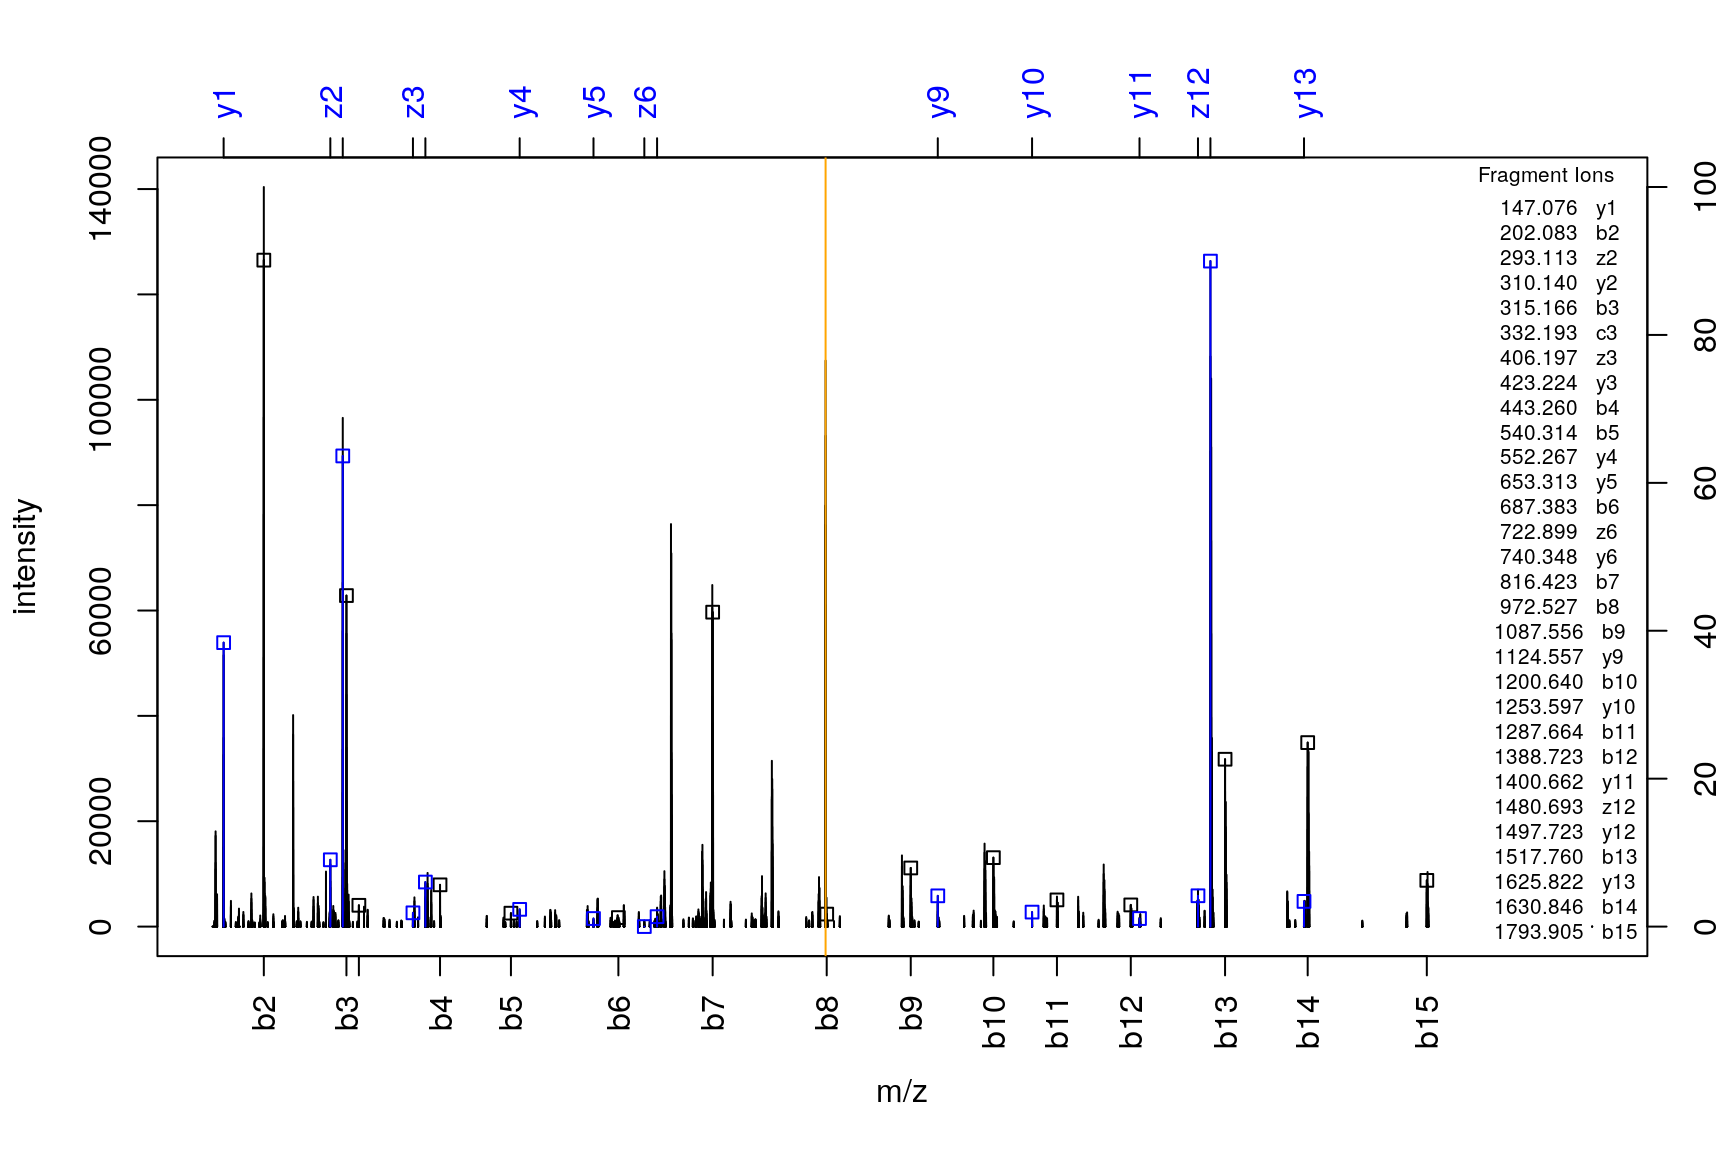 y1 z2 z3 y4 y5 z6 y9 y10 y11 z12 y13
140000
100000
60000
20000
0
intensity
100
80
60
40
20
0
Fragment Ions
147.076 y1
202.083 b2
293.113 z2
310.140 y2
315.166 b3
332.193 c3
406.197 z3
423.224 y3
443.260 b4
540.314 b5
552.267 y4
653.313 y5
687.383 b6
722.899 z6
740.348 y6
816.423 b7
972.527 b8
1087.556 b9
1124.557 y9
1200.640 b10
1253.597 y10
1287.664 b11
1388.723 b12
1400.662 y11
1480.693 z12
1497.723 y12
1517.760 b13
1625.822 y13
1630.846 b14
1793.905 b15
b2 b3 b4 b5 b6 b7 b8 b9 b10 b11 b12 b13 b14 b15
m/z